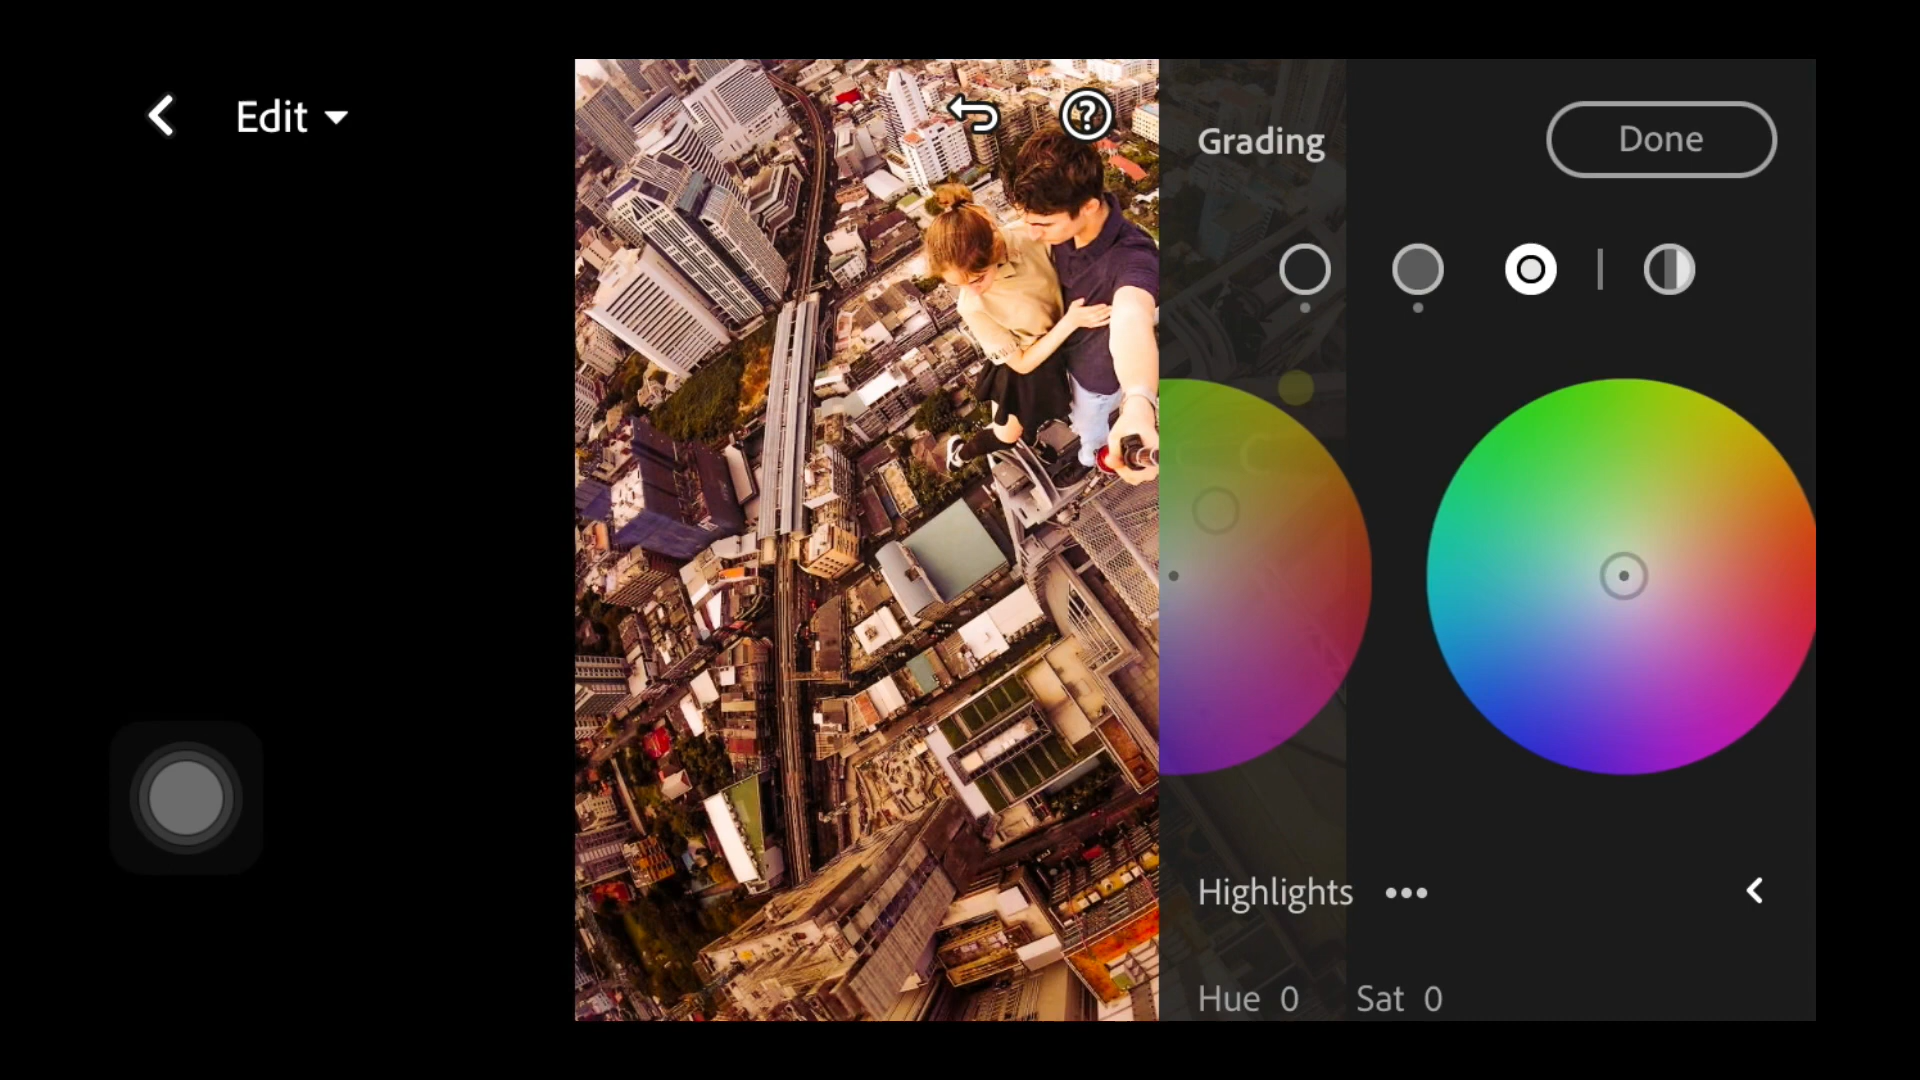 Edit
Grading
Done
Highlights •••
Hue 0 Sat 0